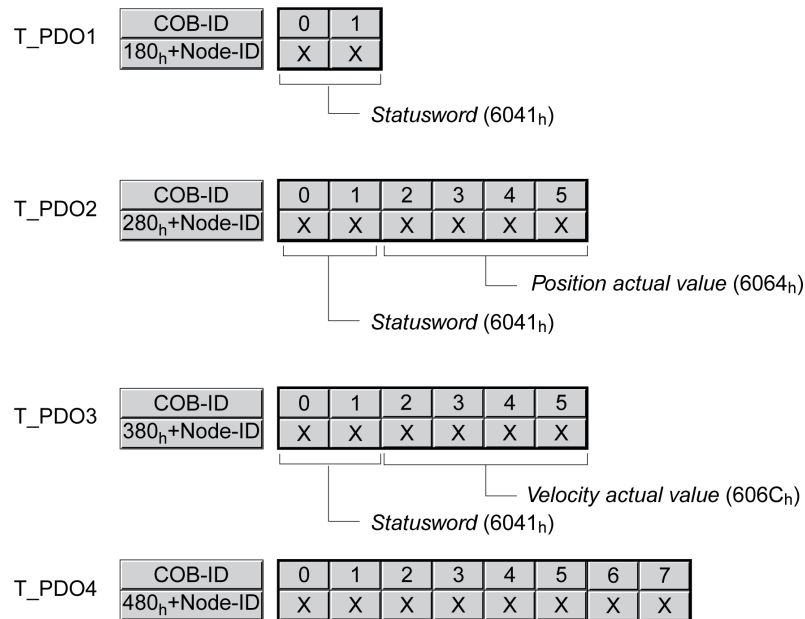 T_PDO1 COB-ID 0 1
180h+Node-ID X X
Statusword (6041h)
T_PDO2 COB-ID 0 1 2 3 4 5
280h+Node-ID X X X X X X
Position actual value (6064h)
Statusword (6041h)
T_PDO3 COB-ID 0 1 2 3 4 5
380h+Node-ID X X X X X X
Velocity actual value (606Ch)
Statusword (6041h)
T_PDO4 COB-ID 0 1 2 3 4 5 6 7
480h+Node-ID X X X X X X X X